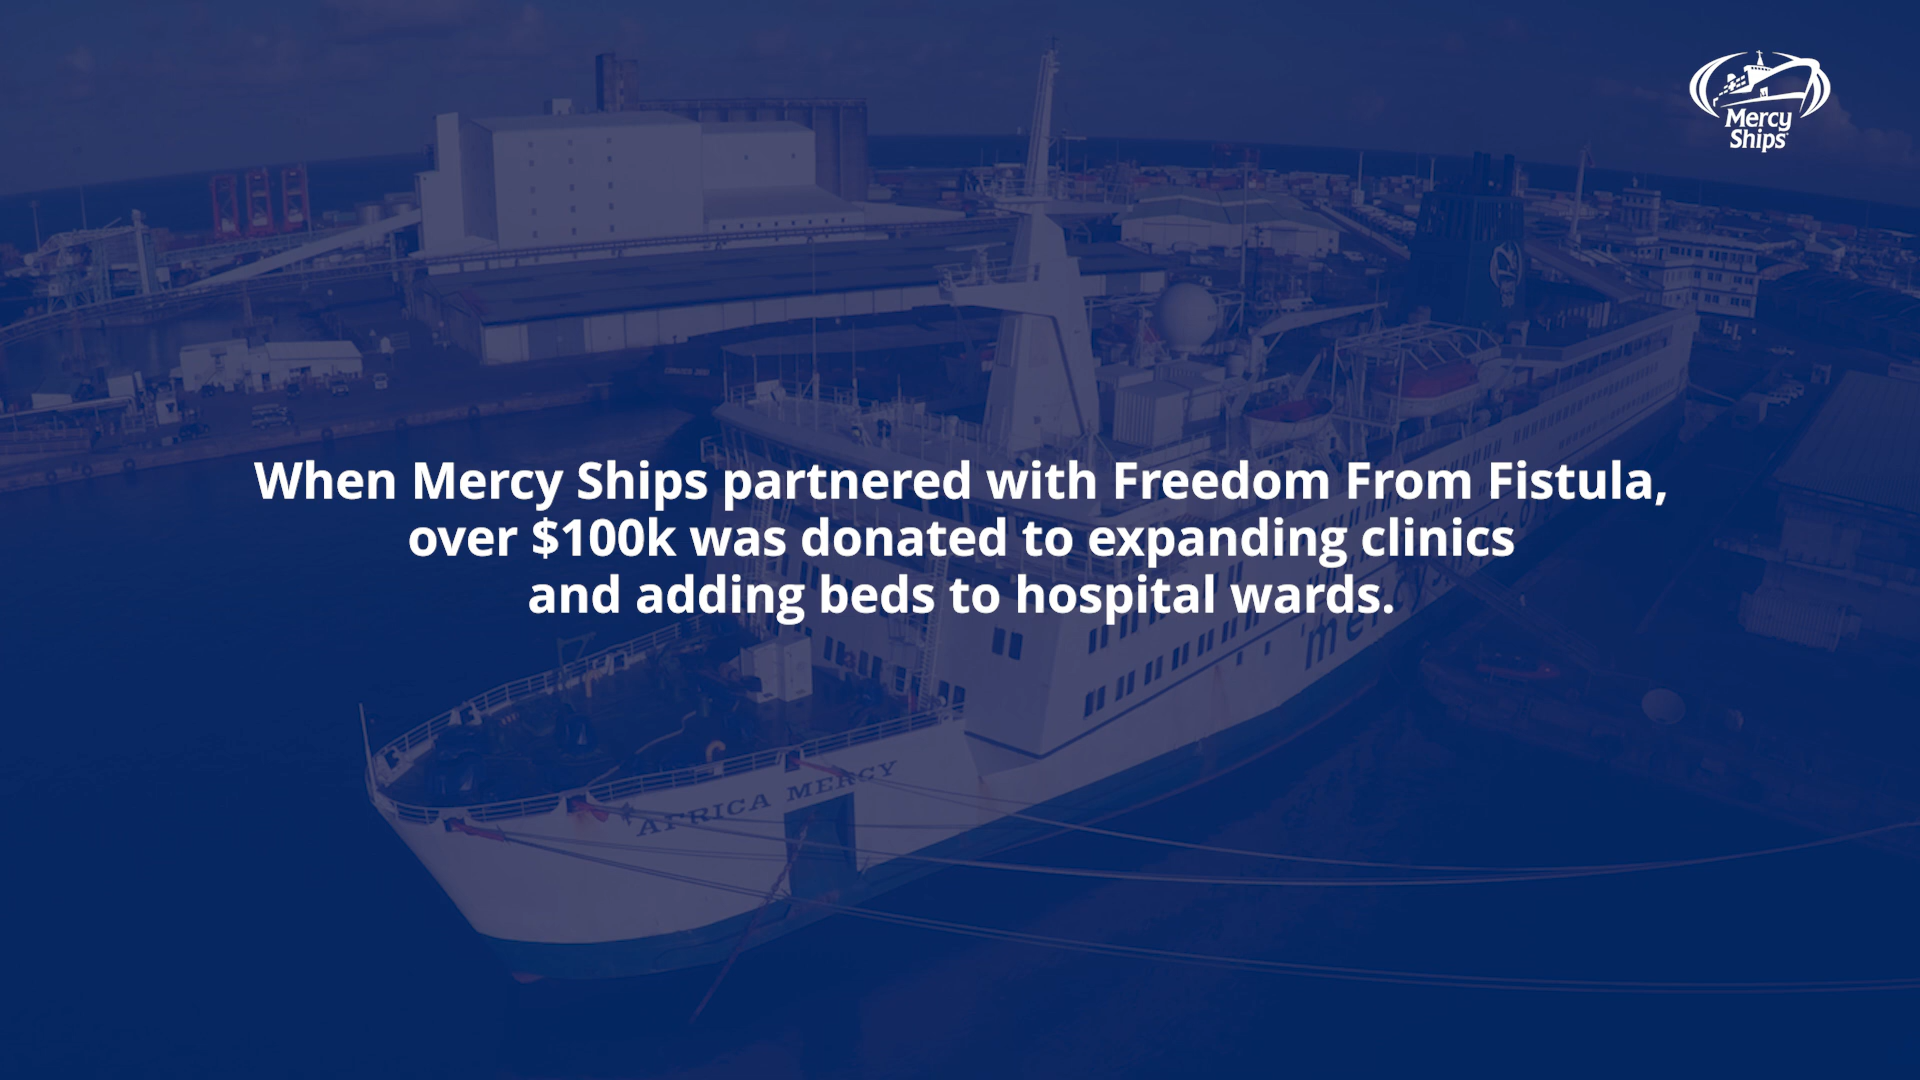 Mercy
Ships
When Mercy Ships partnered with Freedom From Fistula,
over $100k was donated to expanding clinics
and adding beds to hospital wards.
AFRICA MERCY